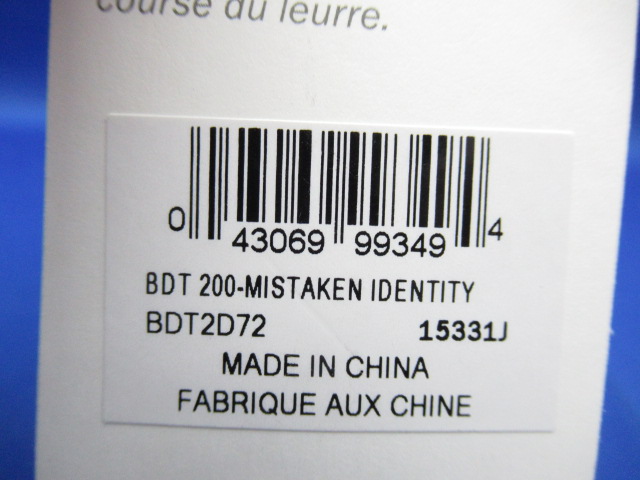 course du leurre.
0 43069 99349 4
BDT 200-MISTAKEN IDENTITY
BDT2D72 15331J
MADE IN CHINA
FABRIQUE AUX CHINE